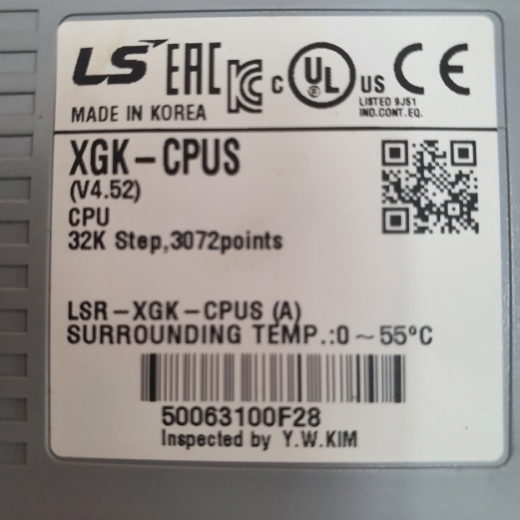 LS EAC KC c UL ® US CE
LISTED 9J51
IND.CONT.EQ.
MADE IN KOREA
XGK-CPUS
(V4.52)
CPU
32K Step,3072points
LSR-XGK-CPUS (A)
SURROUNDING TEMP.:0~55°C
50063100F28
Inspected by Y.W.KIM